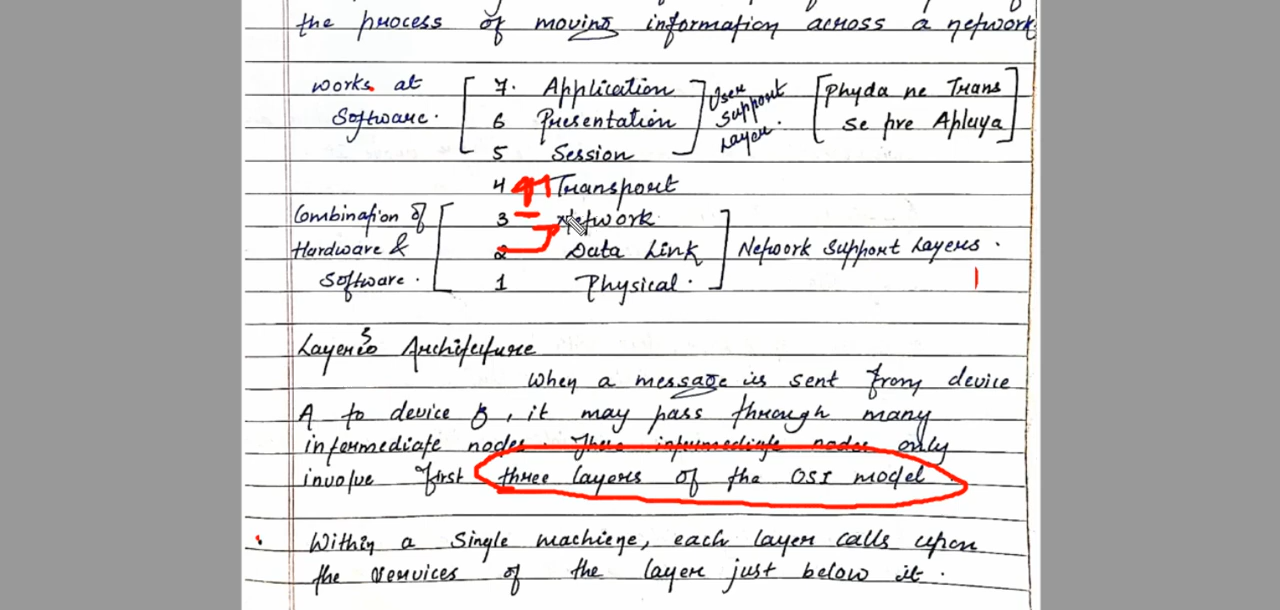 the process of moving information across a network
works at
Software.
7. Application
6 Presentation
5 Session
User
Support
Layer.
Phyda ne Trans
se pre Apluya
4 Transport
Combination of
Hardware &
Software.
3 Network
2 Data Link
1 Physical.
Network Support Layers.
Layers Architecture
When a message is sent from device
A to device B, it may pass through many
intermediate nodes. These intermediate nodes only
involve first three layers of the OSI model
Within a Single machiene, each layer calls upon
the services of the layer just below it.